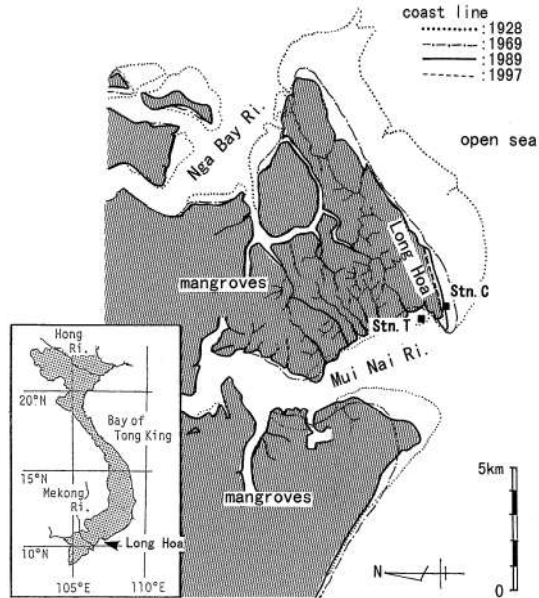 coast line
:1928
:1969
:1989
:1997
open sea
Nga Bay Ri.
Long Hoa
mangroves
Stn. C
Stn. T
Mui Nai Ri.
mangroves
Hong
Ri.
20°N
Bay of
Tong King
15°N
Mekong
Ri.
10°N
Long Hoa
105°E
110°E
5km
0
N